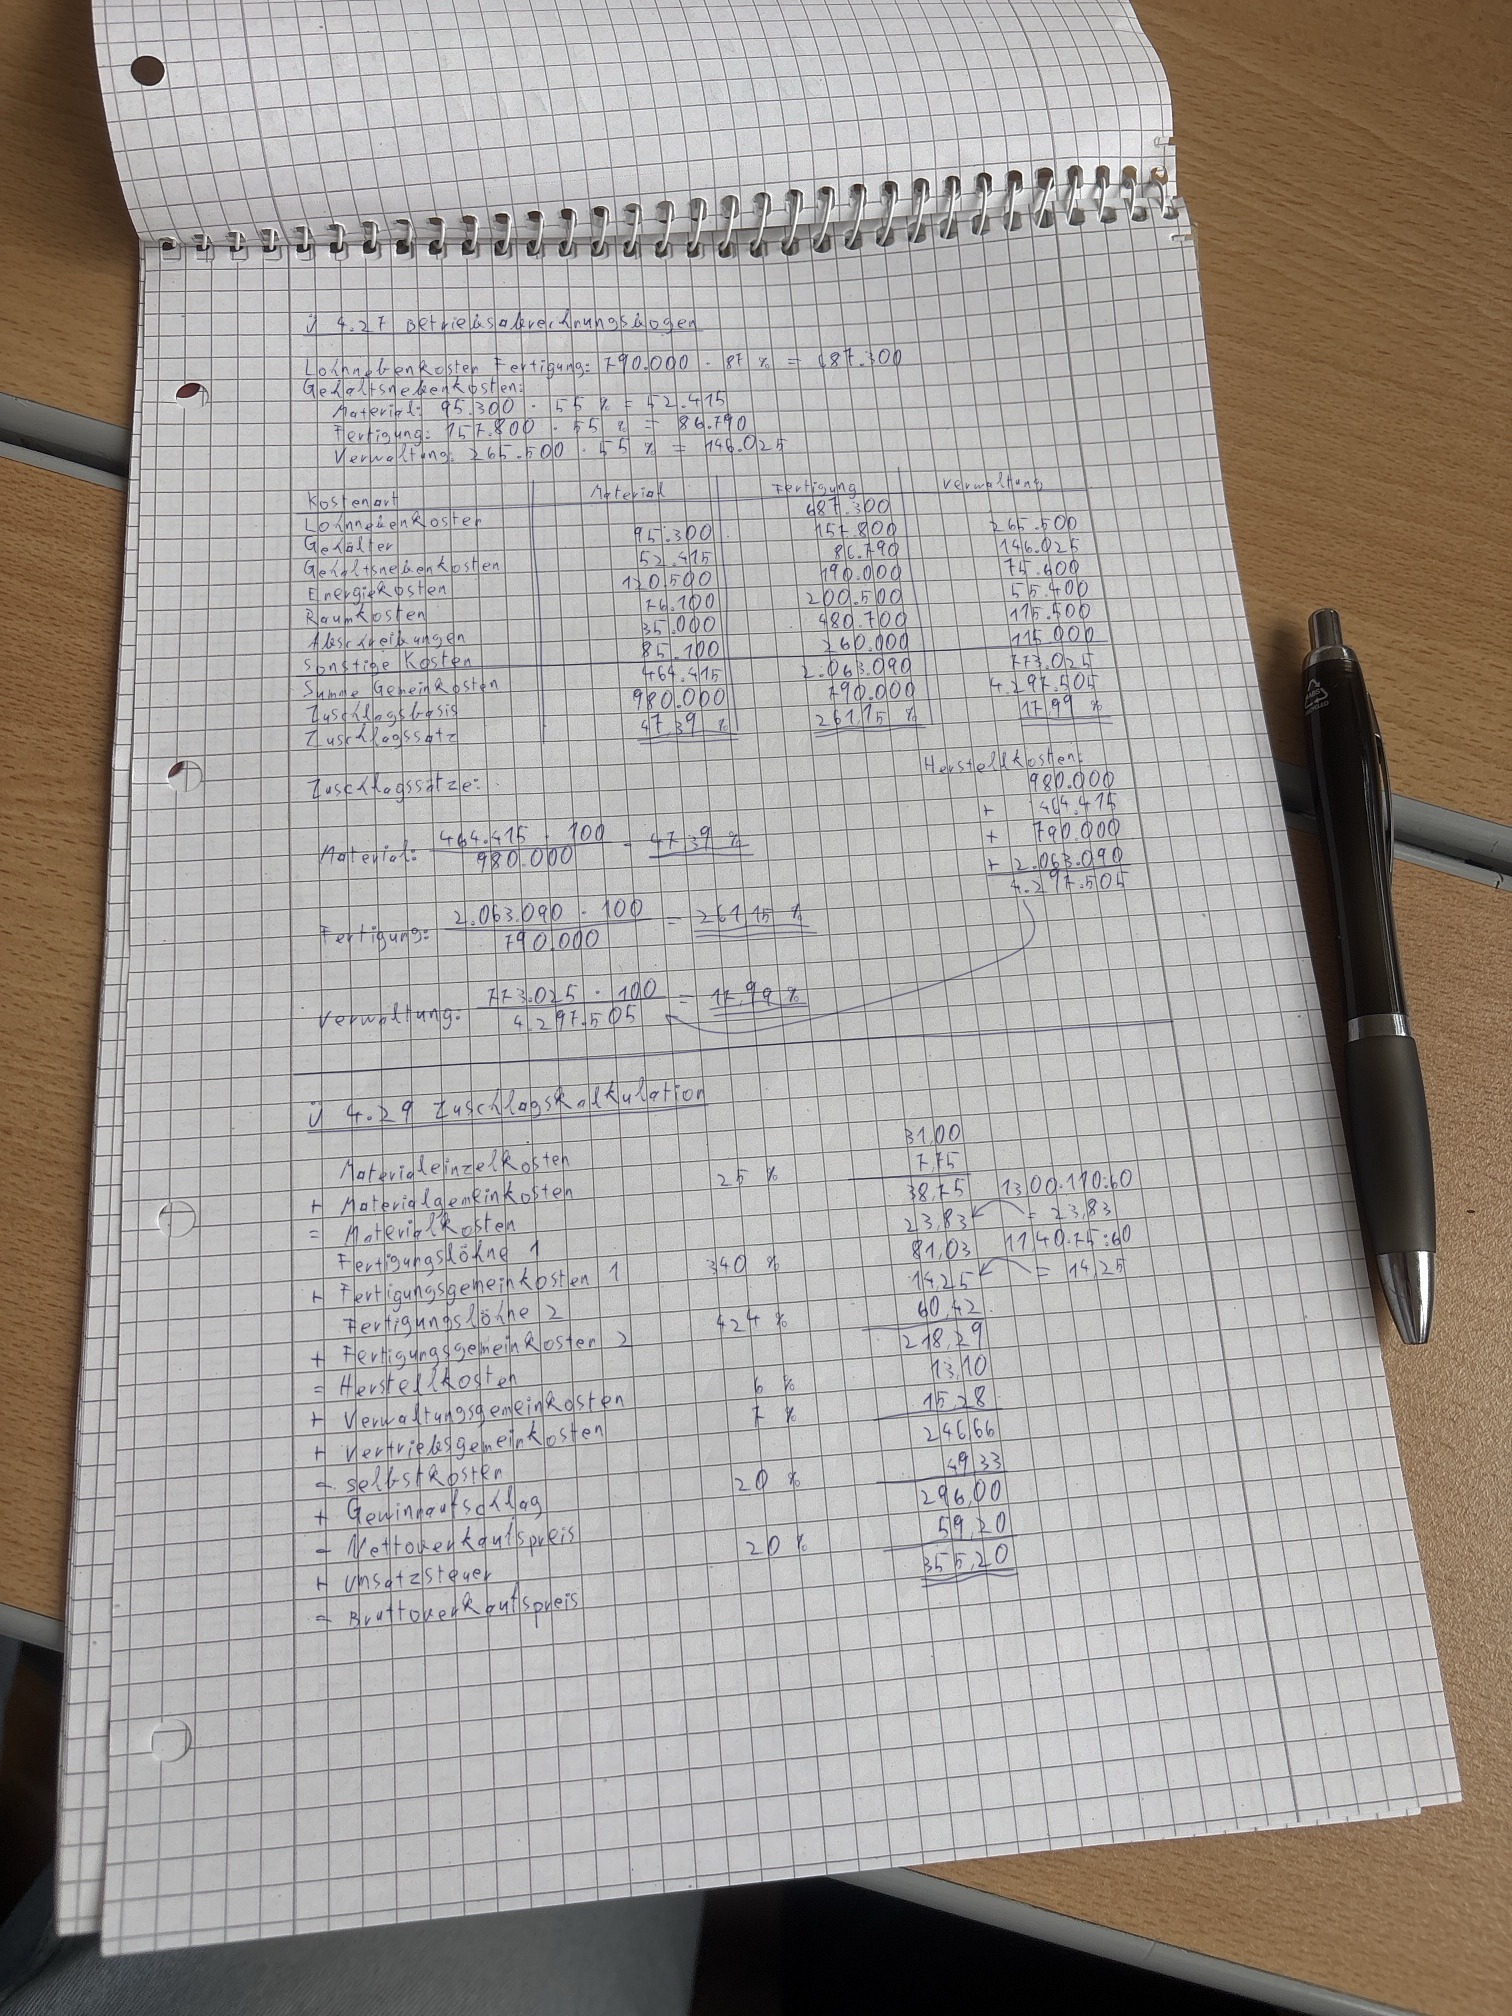 Ü 4.27 Betriebsabrechnungsbogen
Lohnnebenkosten Fertigung: 790.000 · 87 % = 687.300
Gehaltsnebenkosten:
Material: 95.300 · 55 % = 52.415
Fertigung: 157.800 · 55 % = 86.790
Verwaltung: 265.500 · 55 % = 146.025
Kostenart Material Fertigung Verwaltung
Lohnnebenkosten 687.300
Gehälter 95.300 157.800 265.500
Gehaltsnebenkosten 52.415 86.790 146.025
Energiekosten 120.500 190.000 75.600
Raumkosten 76.100 200.500 55.400
Abschreibungen 35.000 480.700 115.500
Sonstige Kosten 85.100 260.000 115.000
Summe Gemeinkosten 464.415 2.063.090 773.025
Zuschlagsbasis 980.000 790.000 4.297.505
Zuschlagssatz 47,39 % 261,15 % 17,99 %
Zuschlagssätze:
Herstellkosten:
980.000
+ 464.415
+ 790.000
+ 2.063.090
4.297.505
Material: 464.415 · 100 / 980.000 = 47,39 %
Fertigung: 2.063.090 · 100 / 790.000 = 261,15 %
Verwaltung: 773.025 · 100 / 4.297.505 = 17,99 %
Ü 4.29 Zuschlagskalkulation
Materialeinzelkosten 31,00
+ Materialgemeinkosten 25 % 7,75
= Materialkosten 38,75
Fertigungslöhne 1 23,83 13,00·110:60 = 23,83
+ Fertigungsgemeinkosten 1 340 % 81,03
Fertigungslöhne 2 14,25 11,40·75:60 = 14,25
+ Fertigungsgemeinkosten 2 424 % 60,42
= Herstellkosten 218,29
+ Verwaltungsgemeinkosten 6 % 13,10
+ Vertriebsgemeinkosten 7 % 15,28
= Selbstkosten 246,66
+ Gewinnaufschlag 20 % 49,33
= Nettoverkaufspreis 296,00
+ Umsatzsteuer 20 % 59,20
= Bruttoverkaufspreis 355,20